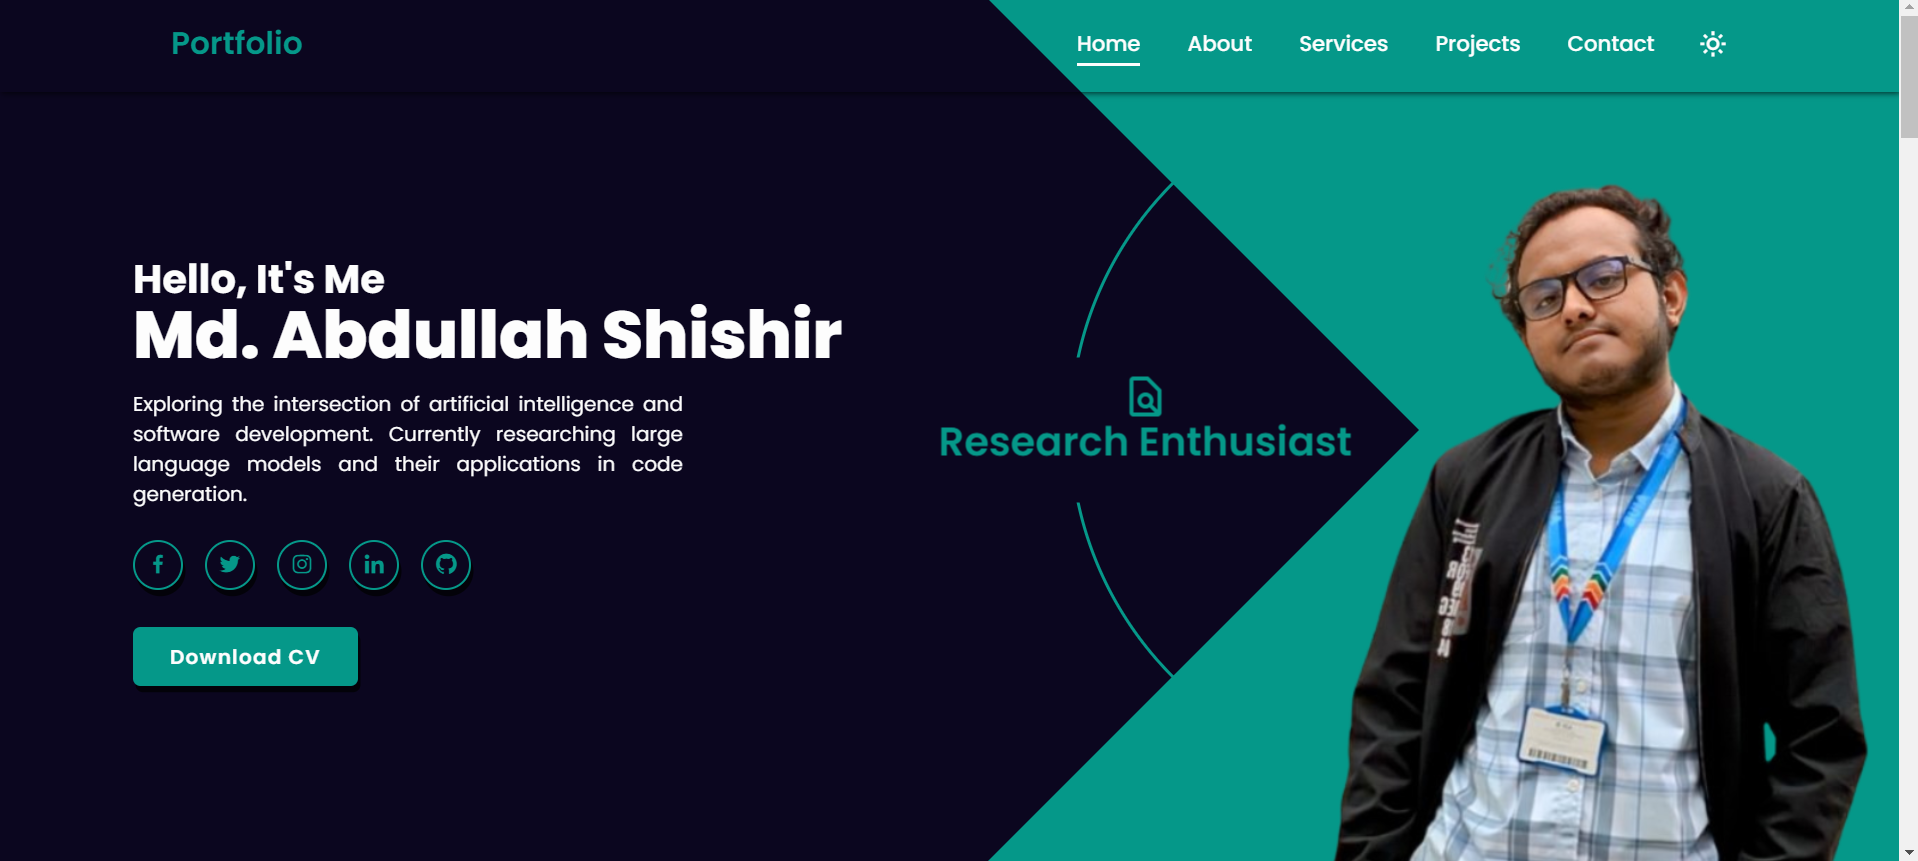 Portfolio
Home About Services Projects Contact
Hello, It's Me
Md. Abdullah Shishir
Exploring the intersection of artificial intelligence and
software development. Currently researching large
language models and their applications in code
generation.
Research Enthusiast
Download CV